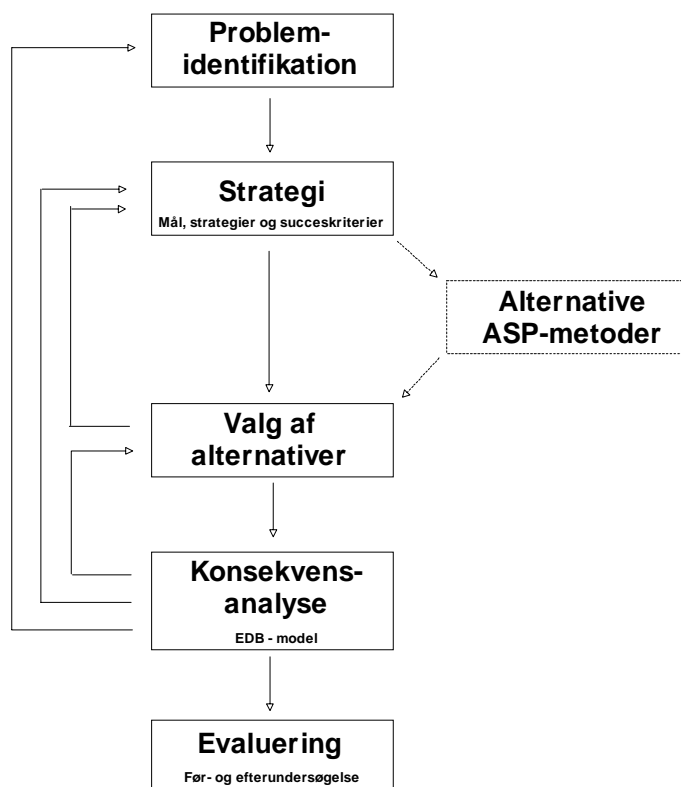 Problem-
identifikation
Strategi
Mål, strategier og succeskriterier
Alternative
ASP-metoder
Valg af
alternativer
Konsekvens-
analyse
EDB - model
Evaluering
Før- og efterundersøgelse